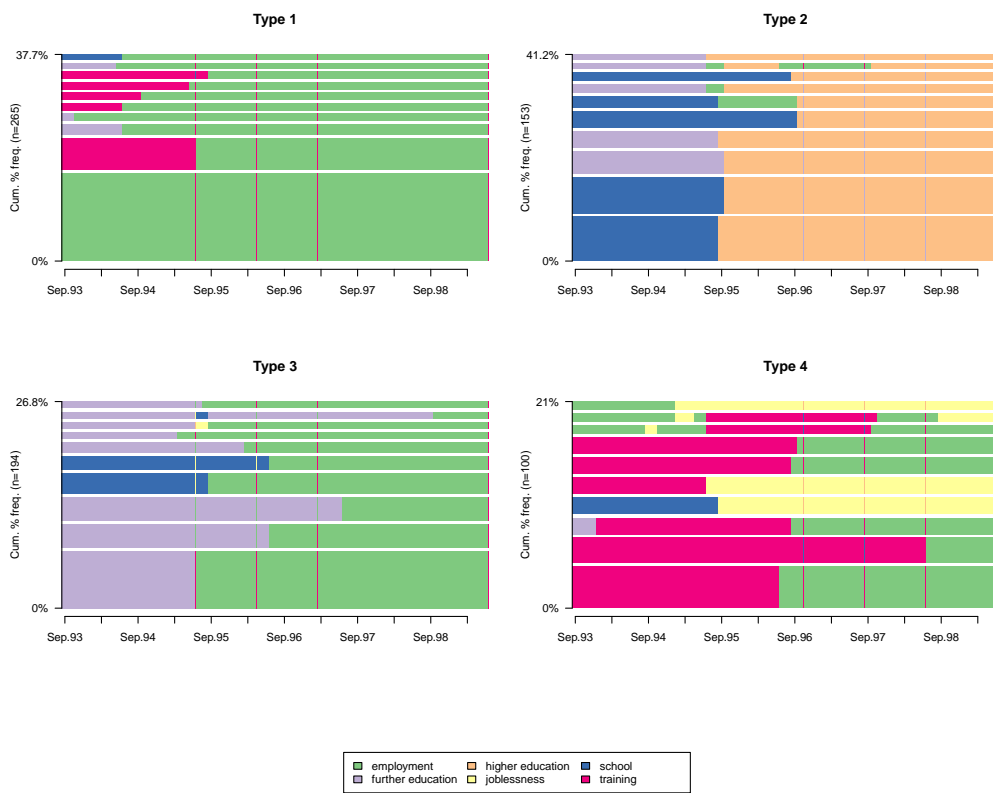 Type 1
37.7%
Cum. % freq. (n=265)
0%
Sep.93 Sep.94 Sep.95 Sep.96 Sep.97 Sep.98
Type 2
41.2%
Cum. % freq. (n=153)
0%
Sep.93 Sep.94 Sep.95 Sep.96 Sep.97 Sep.98
Type 3
26.8%
Cum. % freq. (n=194)
0%
Sep.93 Sep.94 Sep.95 Sep.96 Sep.97 Sep.98
Type 4
21%
Cum. % freq. (n=100)
0%
Sep.93 Sep.94 Sep.95 Sep.96 Sep.97 Sep.98
employment higher education school
further education joblessness training